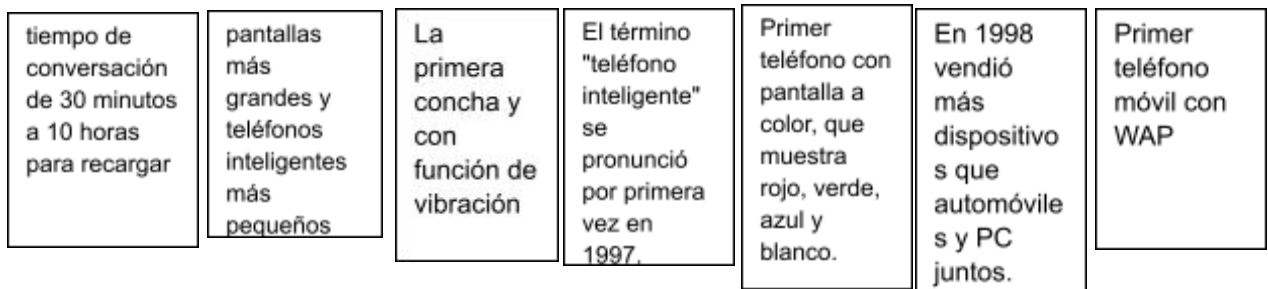 tiempo de
conversación
de 30 minutos
a 10 horas
para recargar
pantallas
más
grandes y
teléfonos
inteligentes
más
pequeños
La
primera
concha y
con
función de
vibración
El término
"teléfono
inteligente"
se
pronunció
por primera
vez en
1997.
Primer
teléfono con
pantalla a
color, que
muestra
rojo, verde,
azul y
blanco.
En 1998
vendió
más
dispositivo
s que
automóvile
s y PC
juntos.
Primer
teléfono
móvil con
WAP